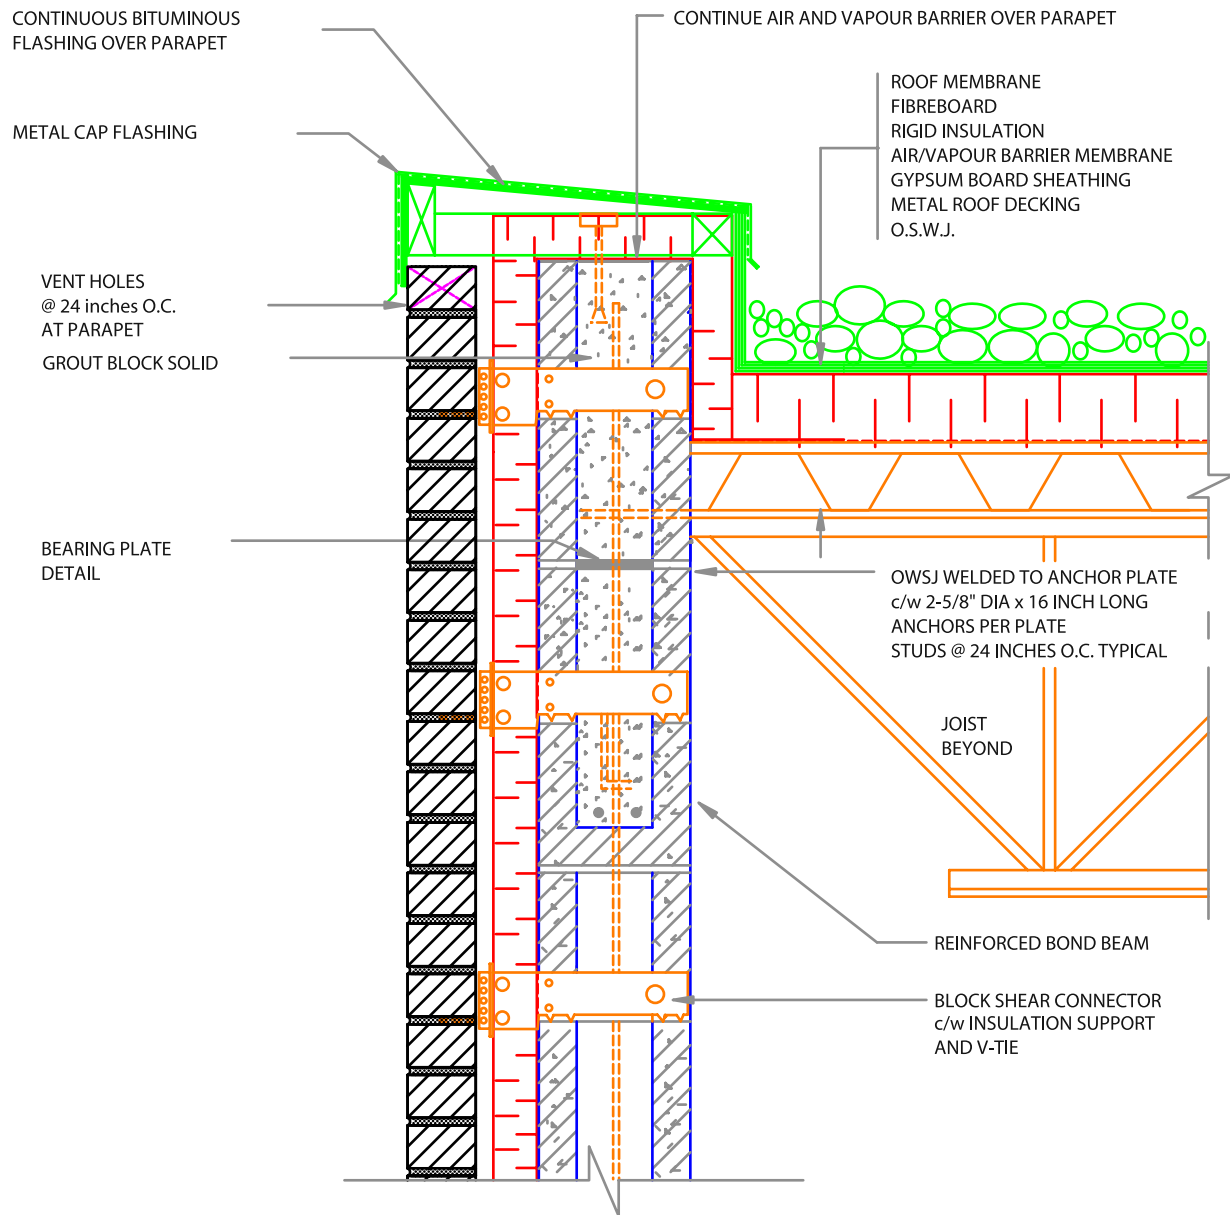 CONTINUOUS BITUMINOUS
FLASHING OVER PARAPET
CONTINUE AIR AND VAPOUR BARRIER OVER PARAPET
METAL CAP FLASHING
ROOF MEMBRANE
FIBREBOARD
RIGID INSULATION
AIR/VAPOUR BARRIER MEMBRANE
GYPSUM BOARD SHEATHING
METAL ROOF DECKING
O.S.W.J.
VENT HOLES
@ 24 inches O.C.
AT PARAPET
GROUT BLOCK SOLID
BEARING PLATE
DETAIL
OWSJ WELDED TO ANCHOR PLATE
c/w 2-5/8" DIA x 16 INCH LONG
ANCHORS PER PLATE
STUDS @ 24 INCHES O.C. TYPICAL
JOIST
BEYOND
REINFORCED BOND BEAM
BLOCK SHEAR CONNECTOR
c/w INSULATION SUPPORT
AND V-TIE